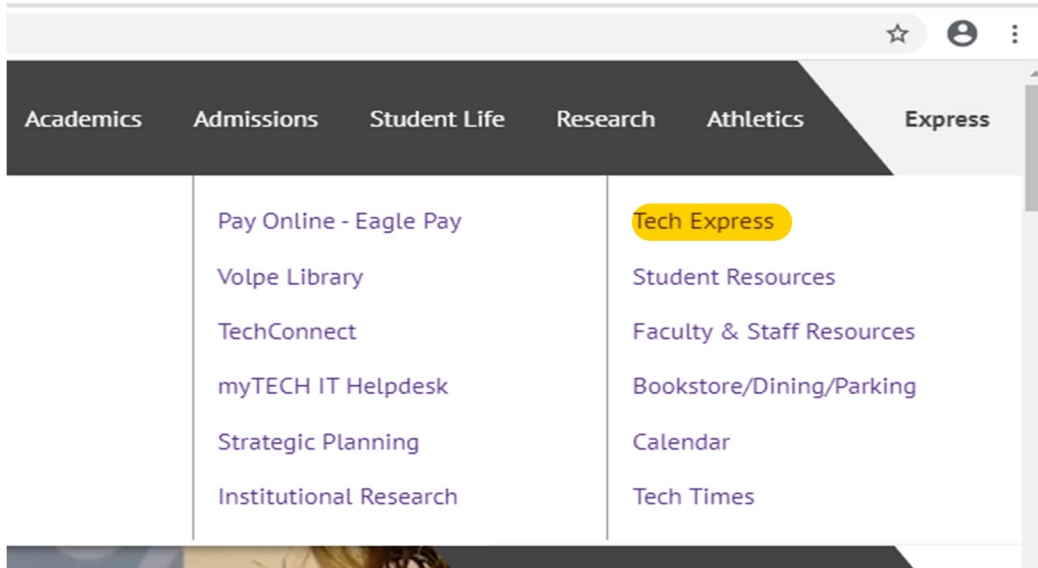 Academics Admissions Student Life Research Athletics Express
Pay Online - Eagle Pay
Volpe Library
TechConnect
myTECH IT Helpdesk
Strategic Planning
Institutional Research
Tech Express
Student Resources
Faculty & Staff Resources
Bookstore/Dining/Parking
Calendar
Tech Times